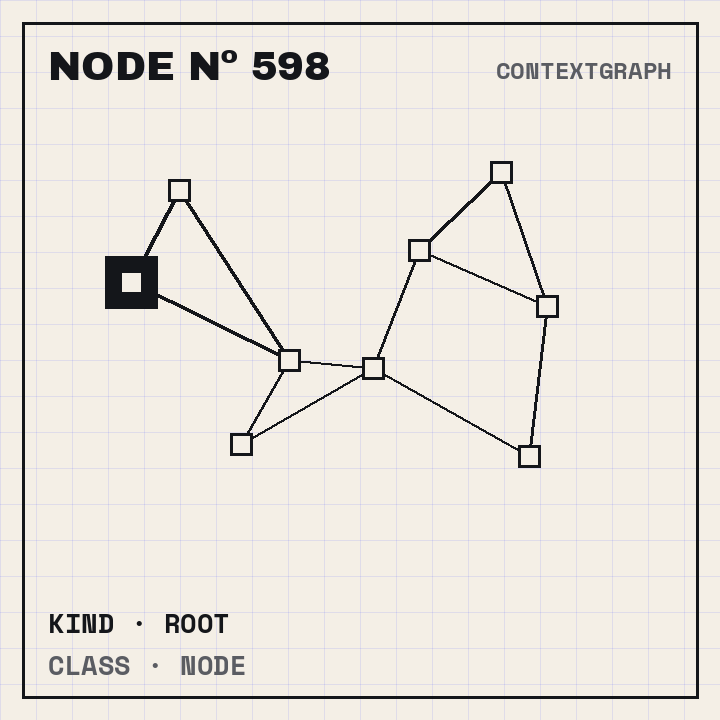 NODE Nº 598
CONTEXTGRAPH
KIND · ROOT
CLASS · NODE